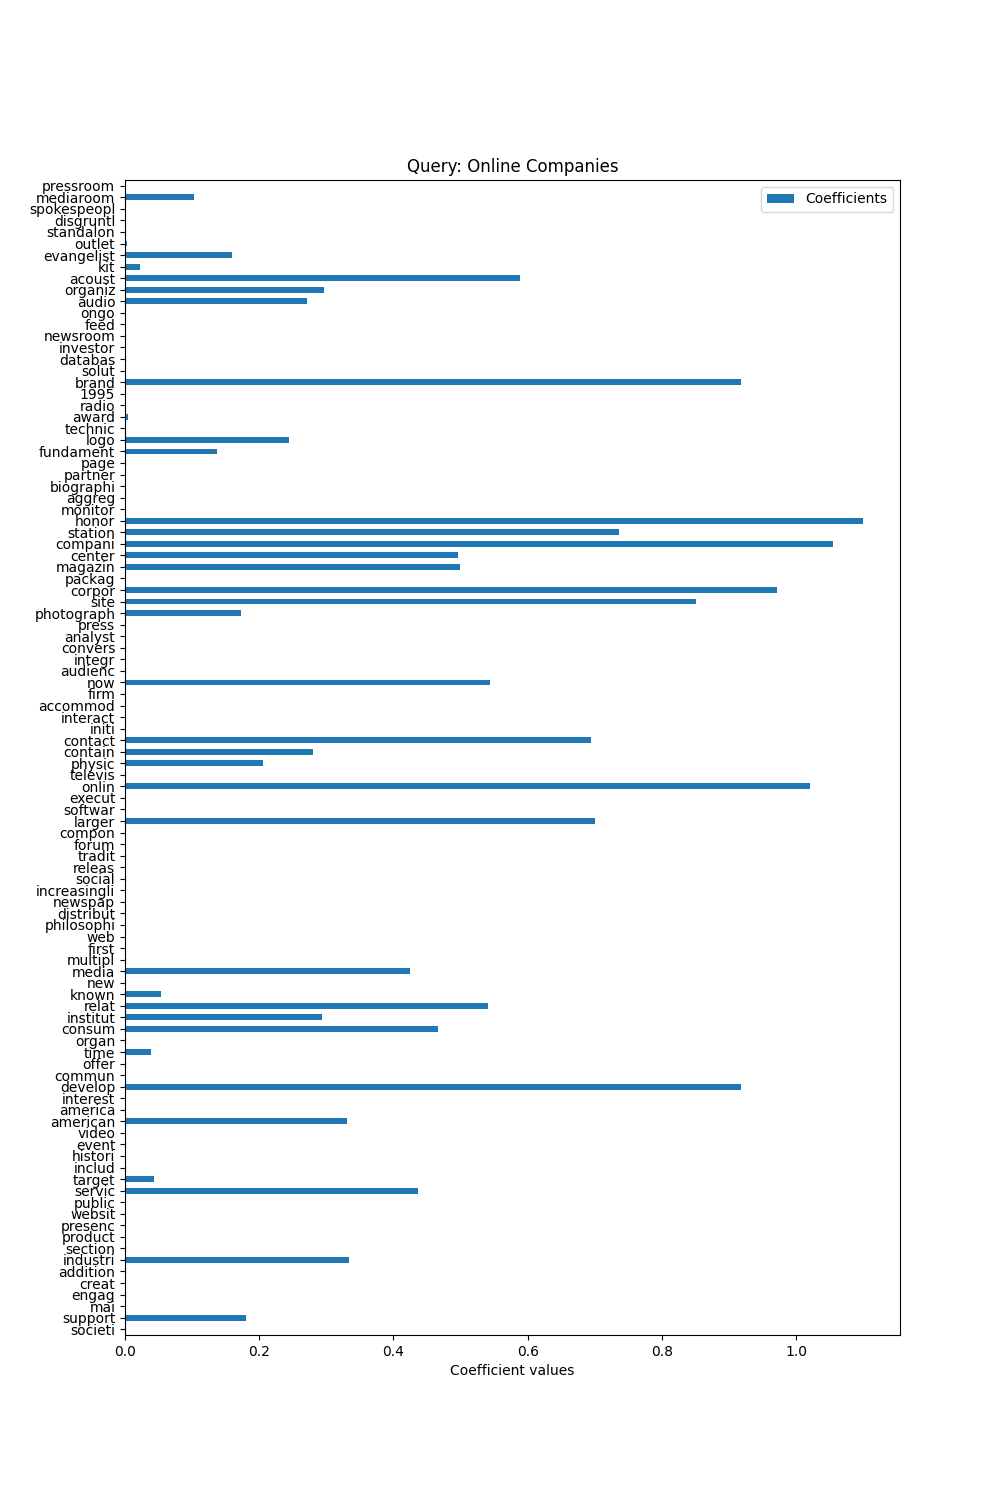 Query: Online Companies
Coefficients
pressroom
mediaroom
spokespeopl
disgruntl
standalon
outlet
evangelist
kit
acoust
organiz
audio
ongo
feed
newsroom
investor
databas
solut
brand
1995
radio
award
technic
logo
fundament
page
partner
biographi
aggreg
monitor
honor
station
compani
center
magazin
packag
corpor
site
photograph
press
analyst
convers
integr
audienc
now
firm
accommod
interact
initi
contact
contain
physic
televis
onlin
execut
softwar
larger
compon
forum
tradit
releas
social
increasingli
newspap
distribut
philosophi
web
first
multipl
media
new
known
relat
institut
consum
organ
time
offer
commun
develop
interest
america
american
video
event
histori
includ
target
servic
public
websit
presenc
product
section
industri
addition
creat
engag
mai
support
societi
0.0 0.2 0.4 0.6 0.8 1.0
Coefficient values